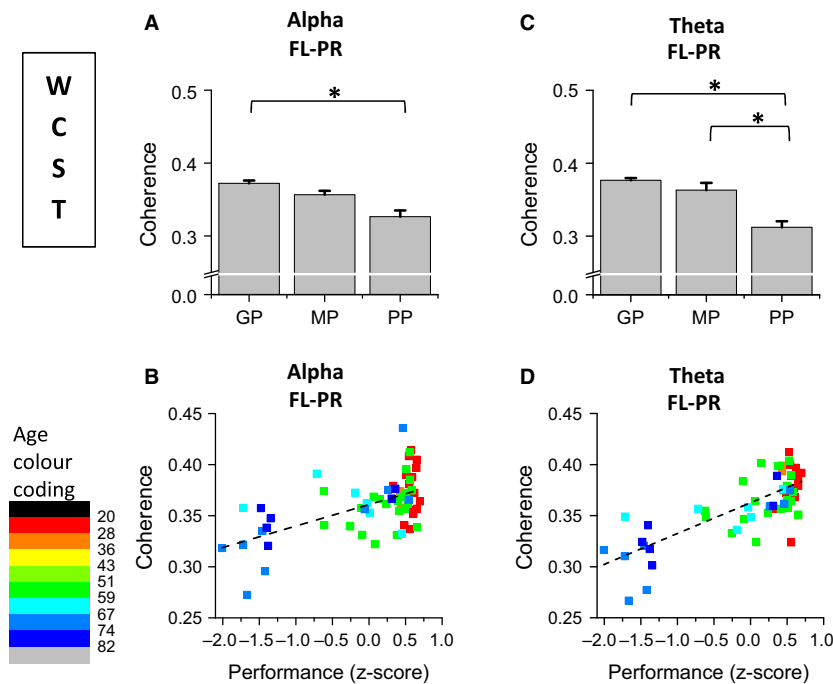 W
C
S
T
A
Alpha
FL-PR
Coherence
0.5
0.4
0.3
0.0
*
GP MP PP
C
Theta
FL-PR
Coherence
0.5
0.4
0.3
0.0
*
*
GP MP PP
Age
colour
coding
20
28
36
43
51
59
67
74
82
B
Alpha
FL-PR
Coherence
0.45
0.40
0.35
0.30
0.25
−2.0 −1.5 −1.0 −0.5 0.0 0.5 1.0
Performance (z-score)
D
Theta
FL-PR
Coherence
0.45
0.40
0.35
0.30
0.25
−2.0 −1.5 −1.0 −0.5 0.0 0.5 1.0
Performance (z-score)